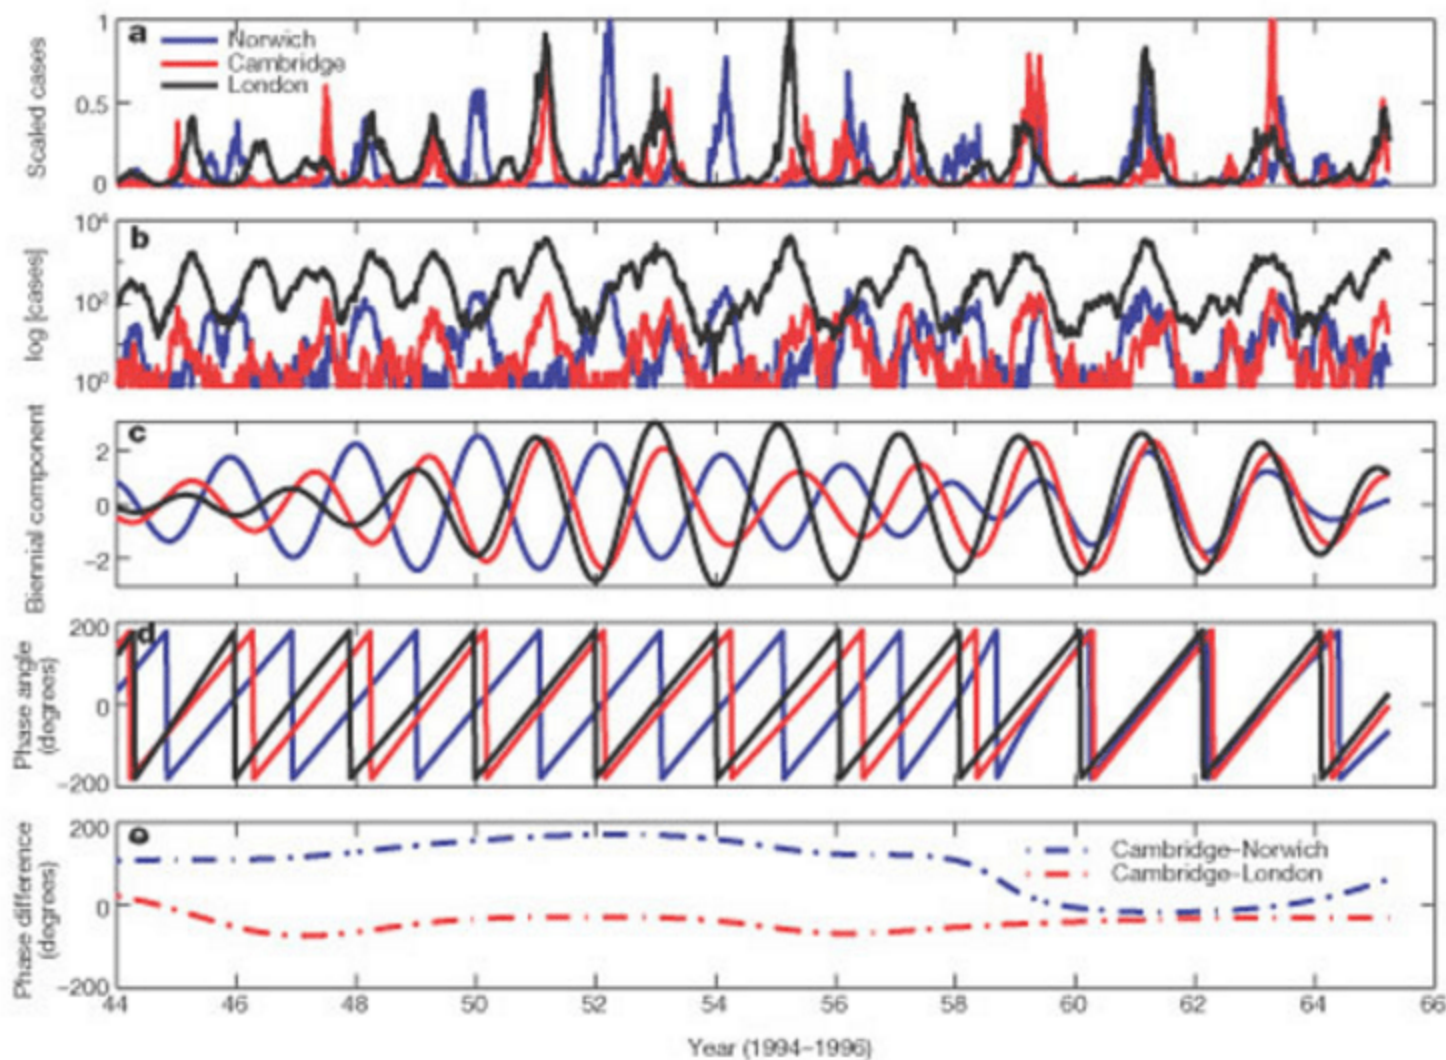 a
Norwich
Cambridge
London
Scaled cases
1
0.5
0
b
log [cases]
10⁴
10²
10⁰
c
Biennial component
2
0
−2
d
Phase angle
(degrees)
200
0
−200
e
Cambridge–Norwich
Cambridge–London
Phase difference
(degrees)
200
0
−200
44 46 48 50 52 54 56 58 60 62 64 66
Year (1994–1996)